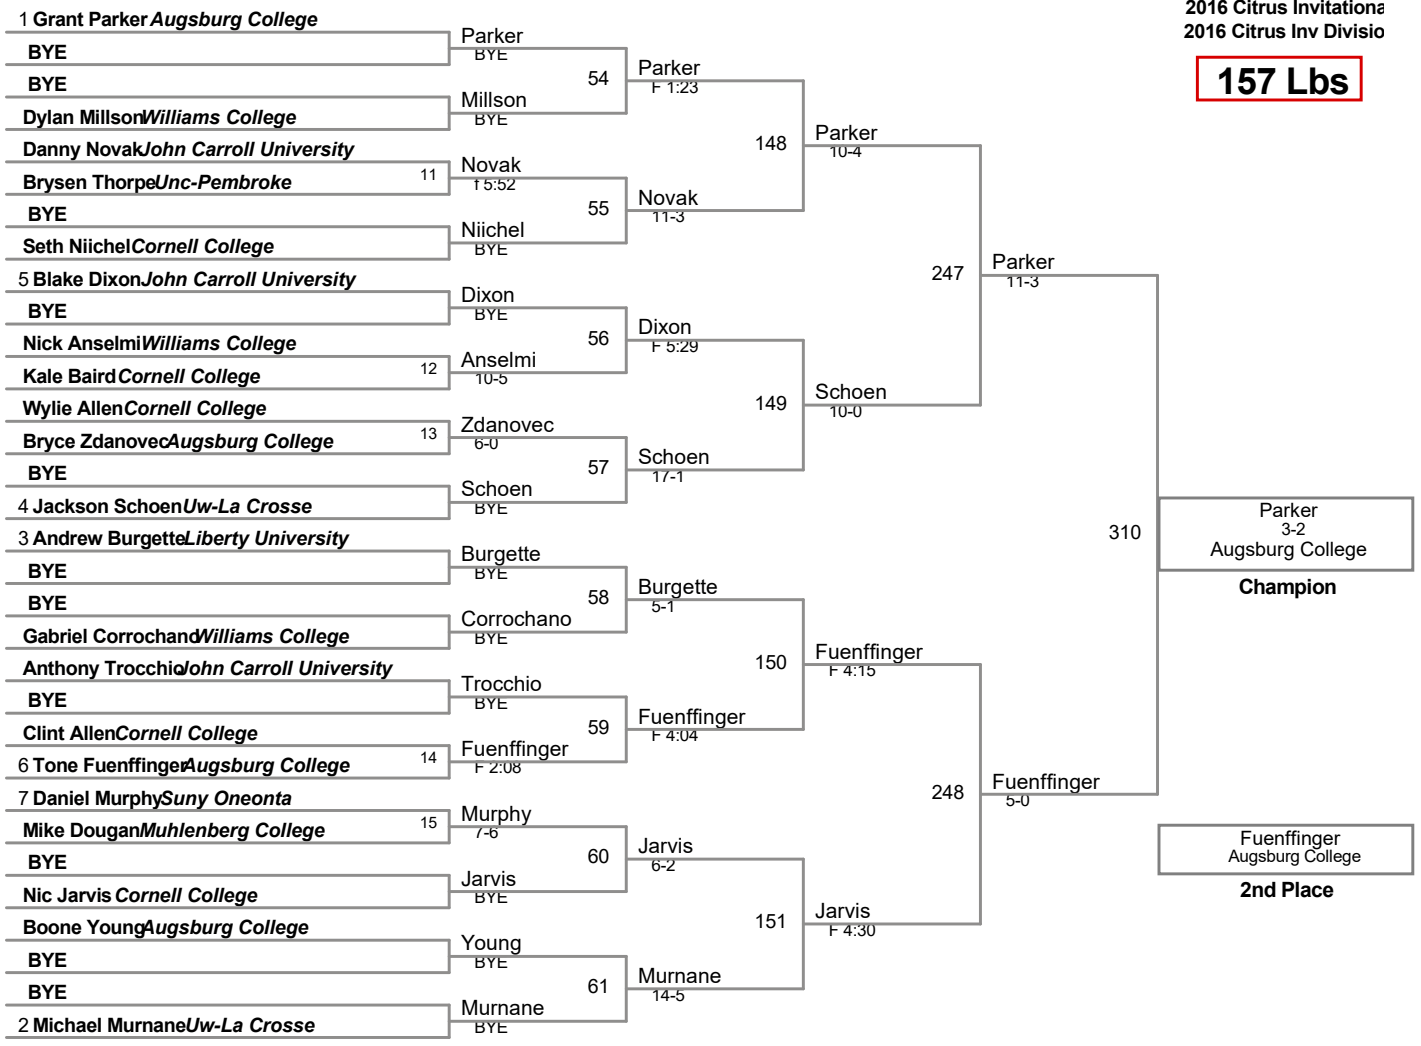 2016 Citrus Invitationa
2016 Citrus Inv Divisio
157 Lbs
1 Grant Parker Augsburg College
BYE
BYE
Dylan Millson Williams College
Danny Novak John Carroll University
Brysen Thorpe Unc-Pembroke
11
BYE
Seth Niichel Cornell College
5 Blake Dixon John Carroll University
BYE
Nick Anselmi Williams College
Kale Baird Cornell College
12
Wylie Allen Cornell College
Bryce Zdanovec Augsburg College
13
BYE
4 Jackson Schoen Uw-La Crosse
3 Andrew Burgette Liberty University
BYE
BYE
Gabriel Corrochano Williams College
Anthony Trocchio John Carroll University
BYE
Clint Allen Cornell College
6 Tone Fuenffinger Augsburg College
14
7 Daniel Murphy Suny Oneonta
Mike Dougan Muhlenberg College
15
BYE
Nic Jarvis Cornell College
Boone Young Augsburg College
BYE
BYE
2 Michael Murnane Uw-La Crosse
Parker
BYE
54
Millson
BYE
Novak
f 5:52
55
Niichel
BYE
Dixon
BYE
56
Anselmi
10-5
Zdanovec
6-0
57
Schoen
BYE
Burgette
BYE
58
Corrochano
BYE
Trocchio
BYE
59
Fuenffinger
F 2:08
Murphy
7-6
60
Jarvis
BYE
Young
BYE
61
Murnane
BYE
Parker
F 1:23
148
Novak
11-3
Dixon
F 5:29
149
Schoen
17-1
Burgette
5-1
150
Fuenffinger
F 4:04
Jarvis
6-2
151
Murnane
14-5
Parker
10-4
247
Schoen
10-0
Fuenffinger
F 4:15
248
Jarvis
F 4:30
Parker
11-3
310
Fuenffinger
5-0
Parker
3-2
Augsburg College
Champion
Fuenffinger
Augsburg College
2nd Place